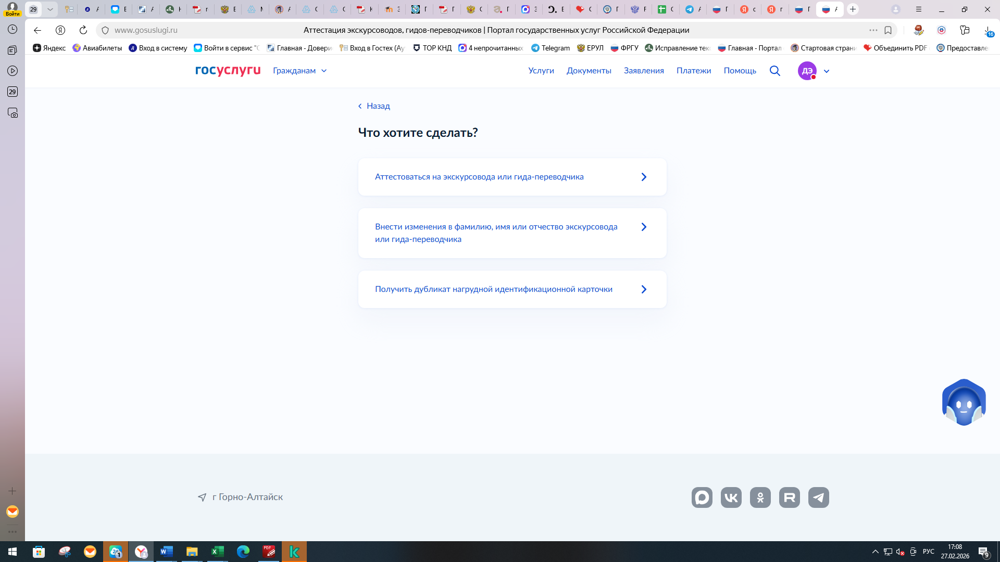 Войти
29
www.gosuslugi.ru
Аттестация экскурсоводов, гидов-переводчиков | Портал государственных услуг Российской Федерации
16
Яндекс
Авиабилеты
Вход в систему
Войти в сервис "С
Главная - Довери
Вход в Гостех (Ау
ТОР КНД
4 непрочитанных
Telegram
ЕРУЛ
ФРГУ
Исправление тек
Главная - Портал
Стартовая страни
Объединить PDF
Предоставле
29
госуслуги
Гражданам
Услуги
Документы
Заявления
Платежи
Помощь
ДЭ
Назад
Что хотите сделать?
Аттестоваться на экскурсовода или гида-переводчика
Внести изменения в фамилию, имя или отчество экскурсовода
или гида-переводчика
Получить дубликат нагрудной идентификационной карточки
г Горно-Алтайск
РУС
17:08
27.02.2026
9